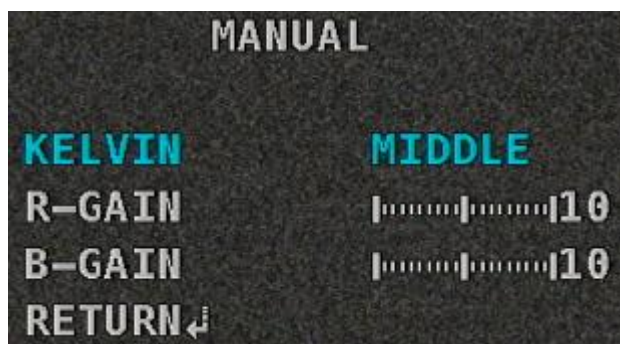 MANUAL
KELVIN MIDDLE
R-GAIN 10
B-GAIN 10
RETURN↲